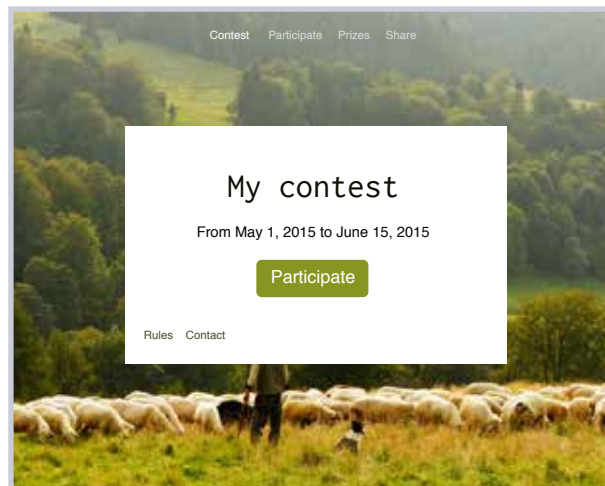 Contest Participate Prizes Share
My contest
From May 1, 2015 to June 15, 2015
Participate
Rules Contact